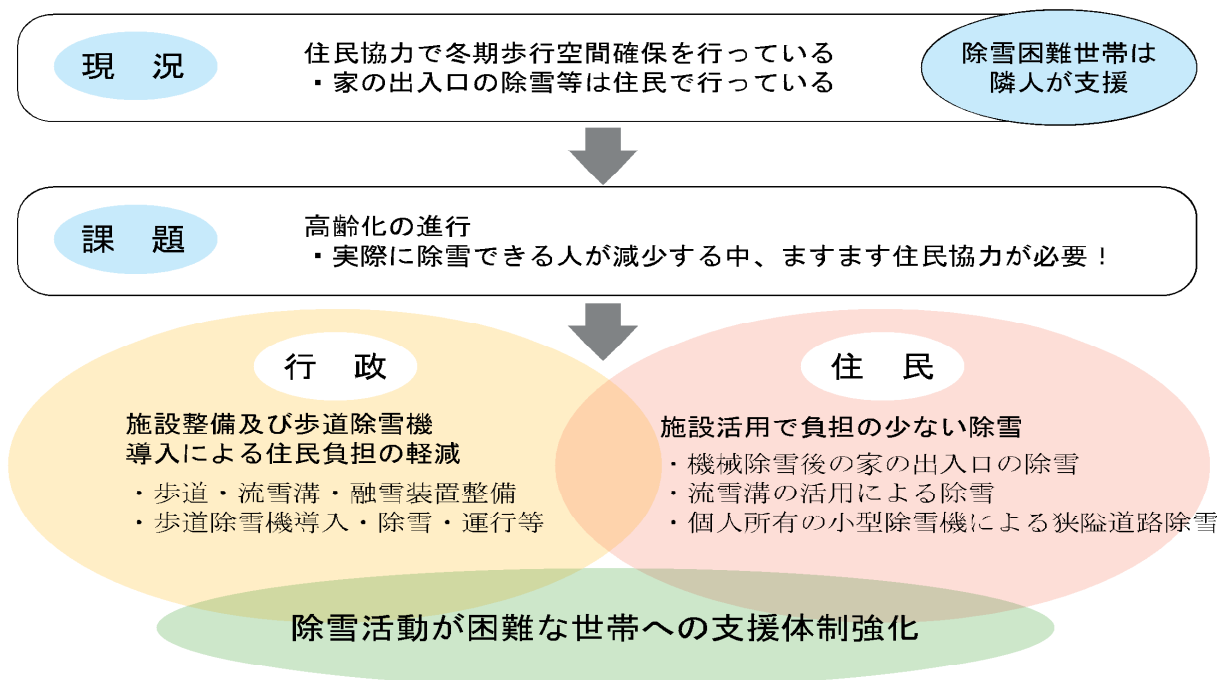 現　況
住民協力で冬期歩行空間確保を行っている
・家の出入口の除雪等は住民で行っている
除雪困難世帯は
隣人が支援
課　題
高齢化の進行
・実際に除雪できる人が減少する中、ますます住民協力が必要！
行　政
施設整備及び歩道除雪機
導入による住民負担の軽減
・歩道・流雪溝・融雪装置整備
・歩道除雪機導入・除雪・運行等
住　民
施設活用で負担の少ない除雪
・機械除雪後の家の出入口の除雪
・流雪溝の活用による除雪
・個人所有の小型除雪機による狭隘道路除雪
除雪活動が困難な世帯への支援体制強化